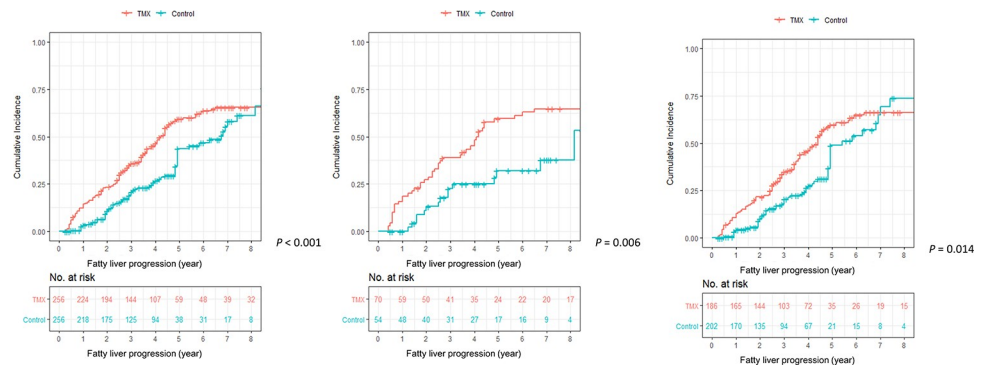 TMX Control
1.00
0.75
0.50
0.25
0.00
Cumulative Incidence
0 1 2 3 4 5 6 7 8
Fatty liver progression (year)
P < 0.001
No. at risk
TMX 256 224 194 144 107 59 48 39 32
Control 256 218 175 125 94 38 31 17 8
0 1 2 3 4 5 6 7 8
Fatty liver progression (year)
TMX Control
1.00
0.75
0.50
0.25
0.00
Cumulative Incidence
0 1 2 3 4 5 6 7 8
Fatty liver progression (year)
P = 0.006
No. at risk
TMX 70 59 50 41 35 24 22 20 17
Control 54 48 40 31 27 17 16 9 4
0 1 2 3 4 5 6 7 8
Fatty liver progression (year)
TMX Control
1.00
0.75
0.50
0.25
0.00
Cumulative Incidence
0 1 2 3 4 5 6 7 8
Fatty liver progression (year)
P = 0.014
No. at risk
TMX 186 165 144 103 72 35 26 19 15
Control 202 170 135 94 67 21 15 8 4
0 1 2 3 4 5 6 7 8
Fatty liver progression (year)